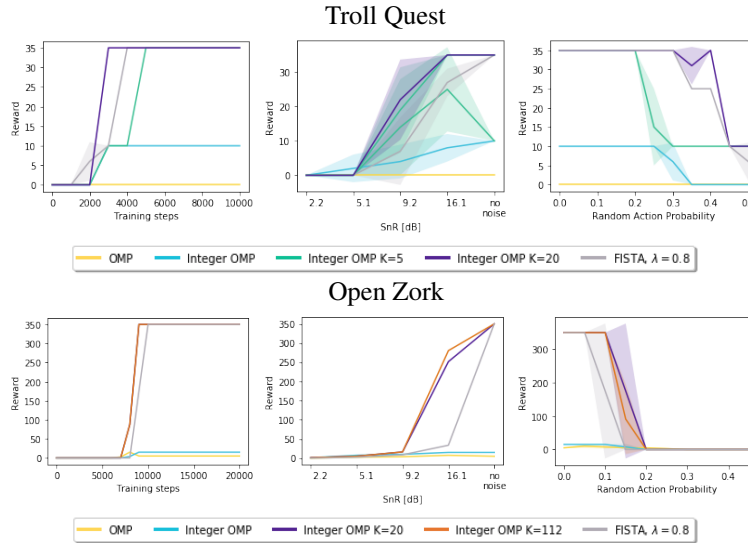 Troll Quest
35
30
25
20
15
10
5
0
Reward
0 2000 4000 6000 8000 10000
Training steps
30
20
10
0
Reward
2.2 5.1 9.2 16.1 no noise
SnR [dB]
35
30
25
20
15
10
5
0
Reward
0.0 0.1 0.2 0.3 0.4
Random Action Probability
OMP Integer OMP Integer OMP K=5 Integer OMP K=20 FISTA, λ = 0.8
Open Zork
350
300
250
200
150
100
50
0
Reward
0 5000 10000 15000 20000
Training steps
350
300
250
200
150
100
50
0
Reward
2.2 5.1 9.2 16.1 no noise
SnR [dB]
300
200
100
0
Reward
0.0 0.1 0.2 0.3 0.4
Random Action Probability
OMP Integer OMP Integer OMP K=20 Integer OMP K=112 FISTA, λ = 0.8